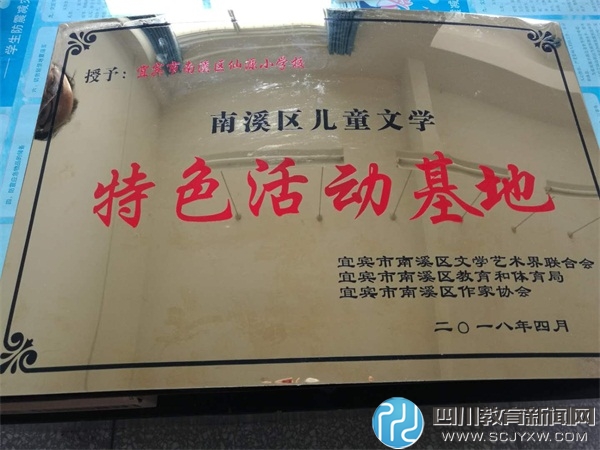 授予：宜宾市南溪区仙源小学校
南溪区儿童文学
特色活动基地
宜宾市南溪区文学艺术界联合会
宜宾市南溪区教育和体育局
宜宾市南溪区作家协会
二〇一八年四月
四川教育新闻网
WWW.SCJYXW.COM